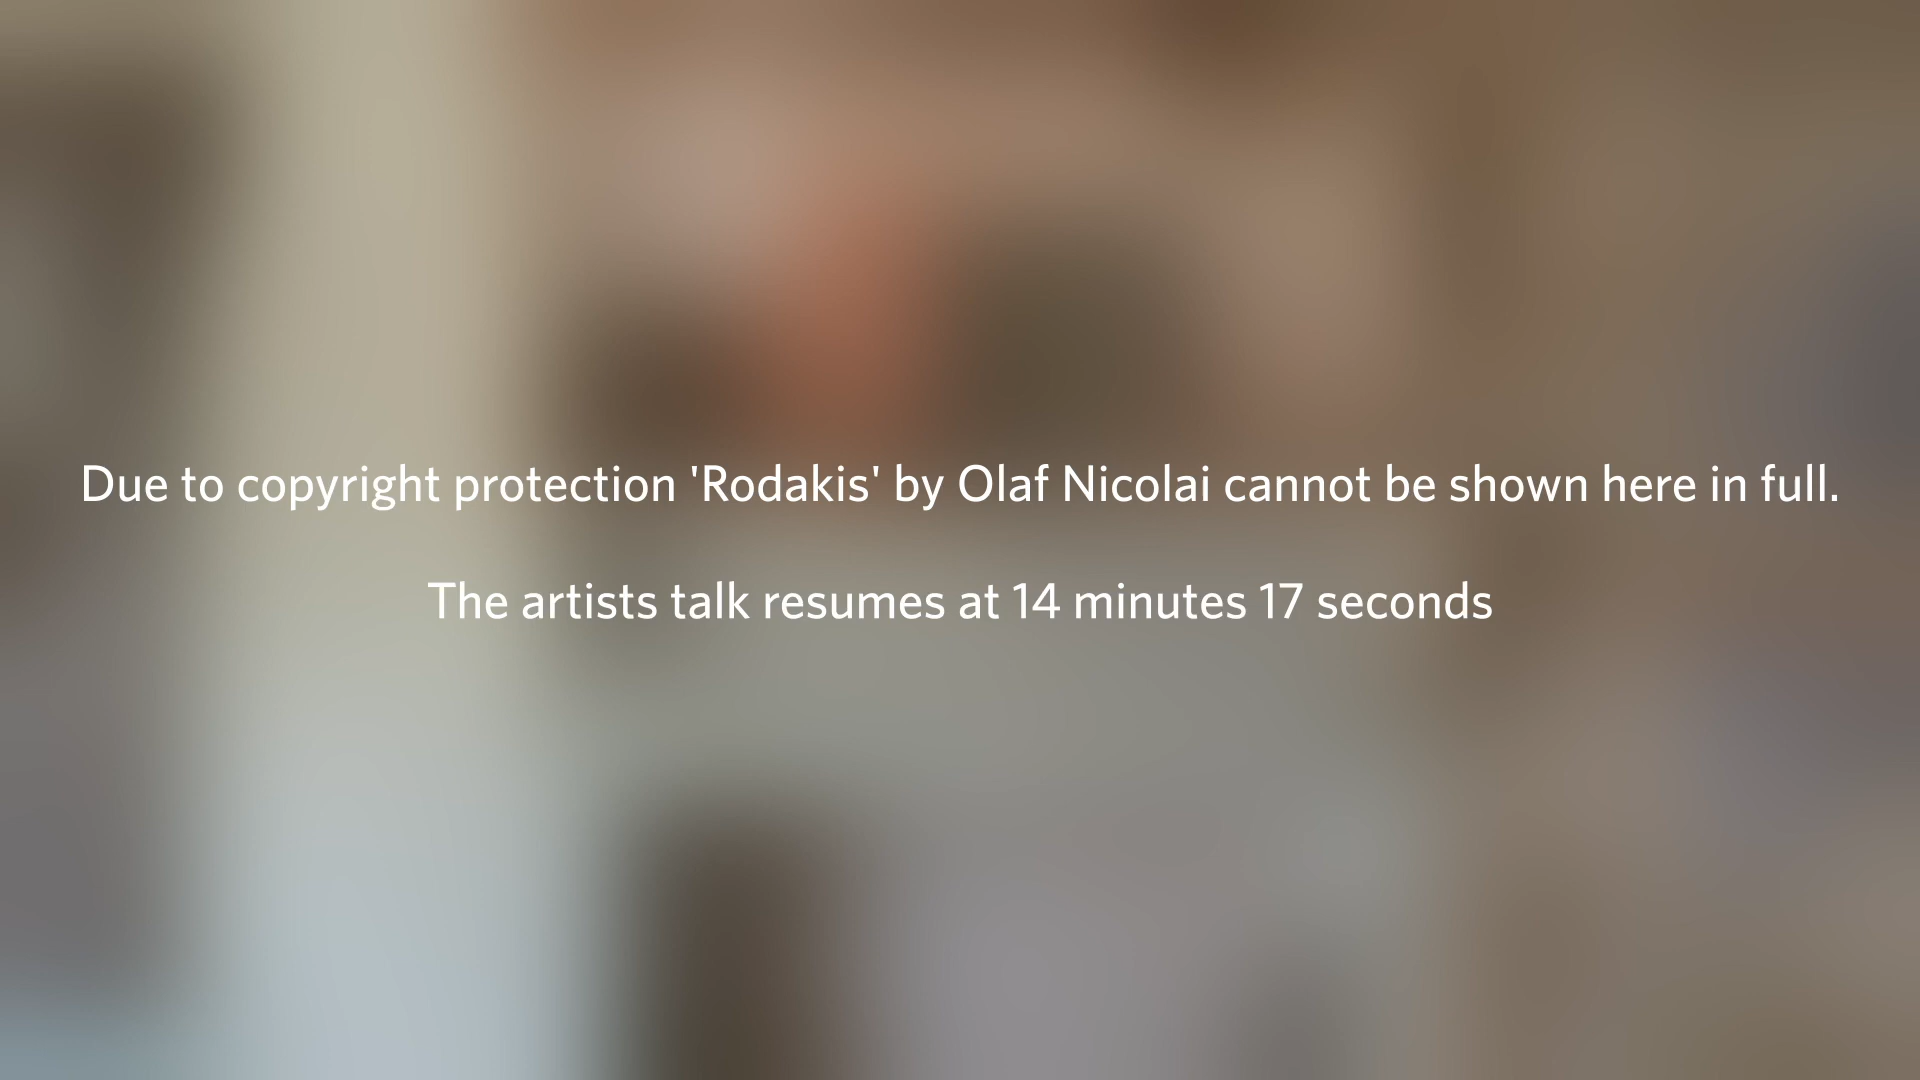 Due to copyright protection 'Rodakis' by Olaf Nicolai cannot be shown here in full.
The artists talk resumes at 14 minutes 17 seconds